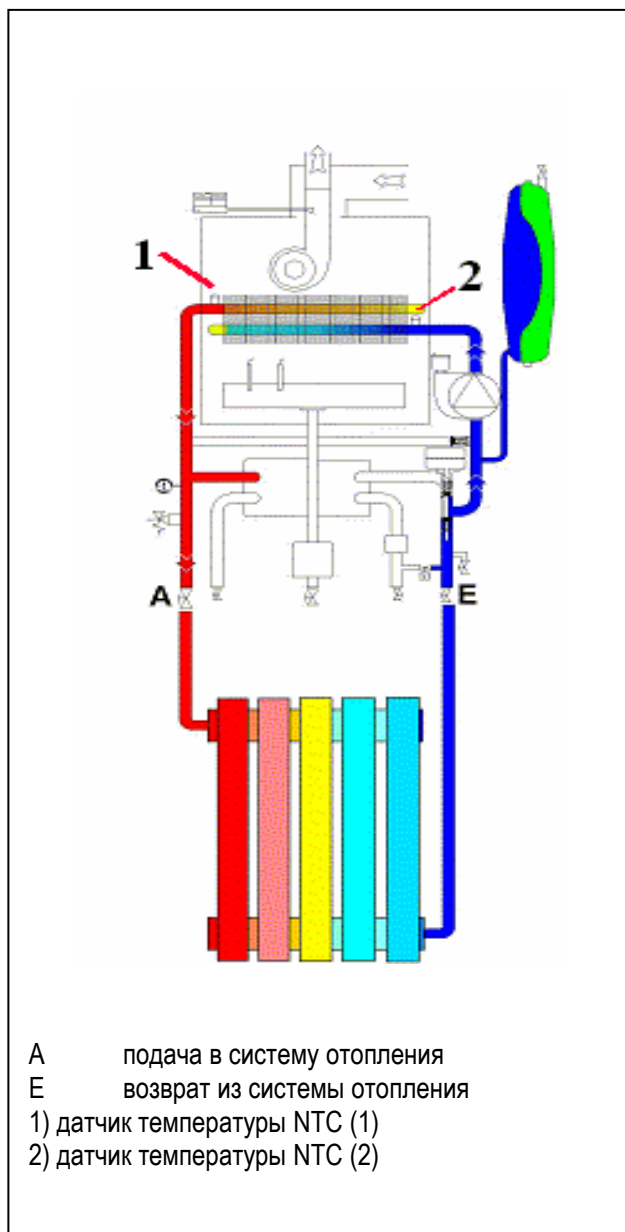 1
2
A
E
A подача в систему отопления
E возврат из системы отопления
1) датчик температуры NTC (1)
2) датчик температуры NTC (2)